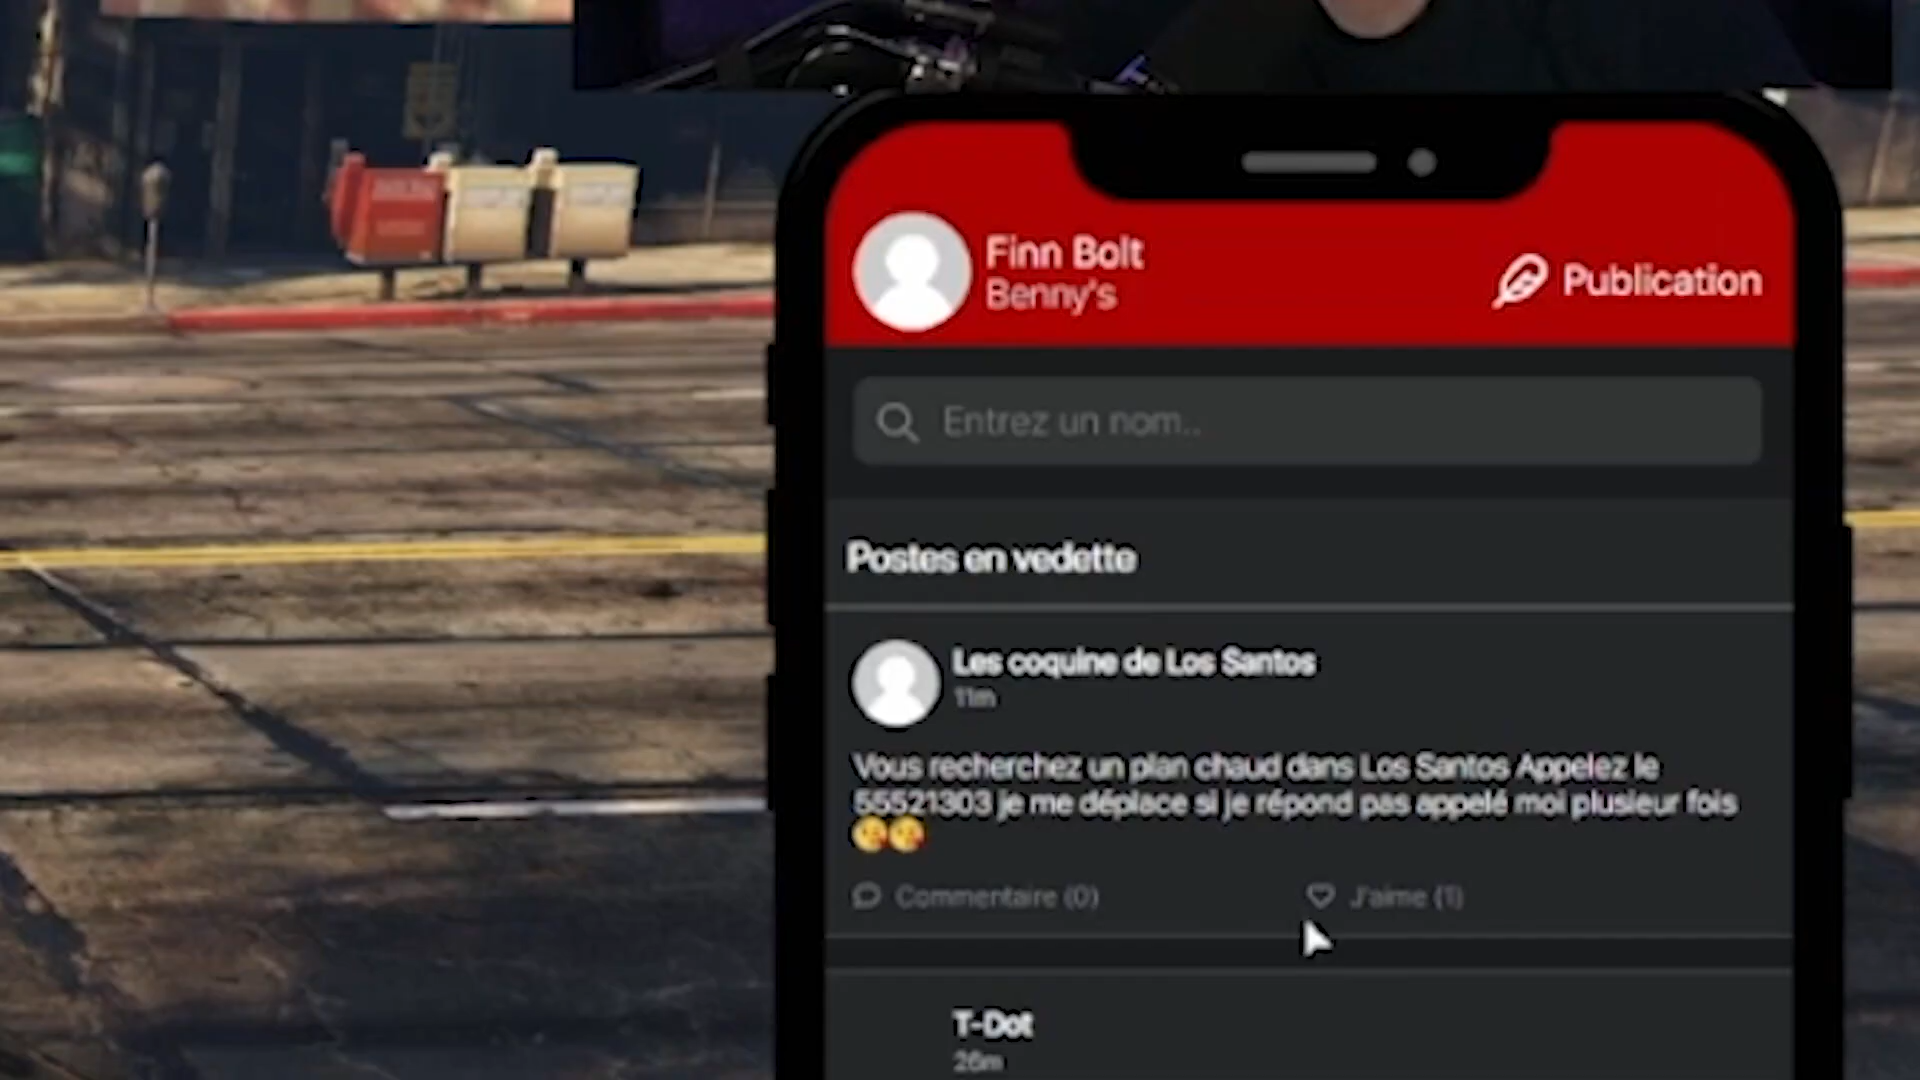 Finn Bolt
Benny's
Publication
Entrez un nom..
Postes en vedette
Les coquine de Los Santos
11m
Vous recherchez un plan chaud dans Los Santos Appelez le
55521303 je me déplace si je répond pas appelé moi plusieur fois
😘😘
Commentaire (0)
J'aime (1)
T-Dot
26m